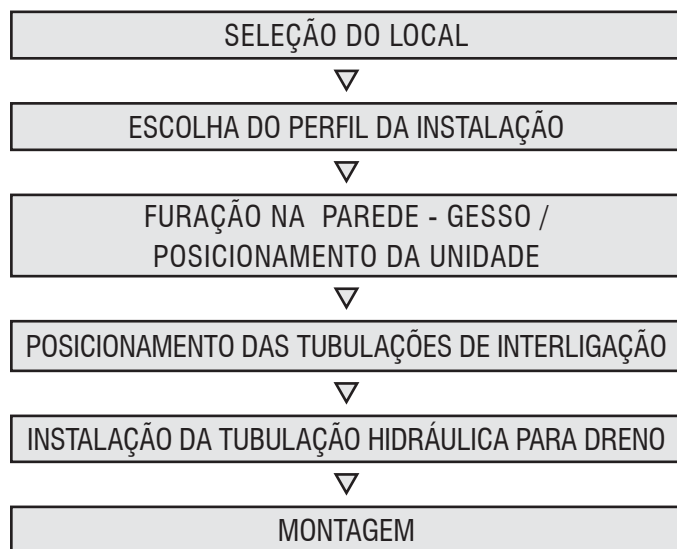 SELEÇÃO DO LOCAL
ESCOLHA DO PERFIL DA INSTALAÇÃO
FURAÇÃO NA PAREDE - GESSO /
POSICIONAMENTO DA UNIDADE
POSICIONAMENTO DAS TUBULAÇÕES DE INTERLIGAÇÃO
INSTALAÇÃO DA TUBULAÇÃO HIDRÁULICA PARA DRENO
MONTAGEM